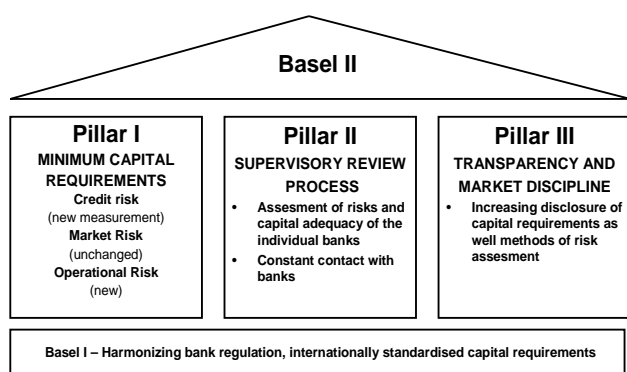 Basel II
Pillar I
MINIMUM CAPITAL
REQUIREMENTS
Credit risk
(new measurement)
Market Risk
(unchanged)
Operational Risk
(new)
Pillar II
SUPERVISORY REVIEW
PROCESS
• Assesment of risks and
capital adequacy of the
individual banks
• Constant contact with
banks
Pillar III
TRANSPARENCY AND
MARKET DISCIPLINE
• Increasing disclosure of
capital requirements as
well methods of risk
assesment
Basel I – Harmonizing bank regulation, internationally standardised capital requirements